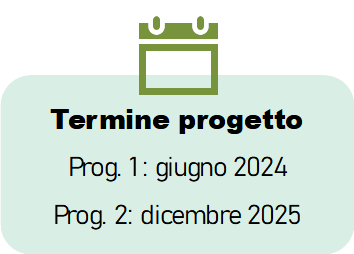 Termine progetto
Prog. 1: giugno 2024
Prog. 2: dicembre 2025